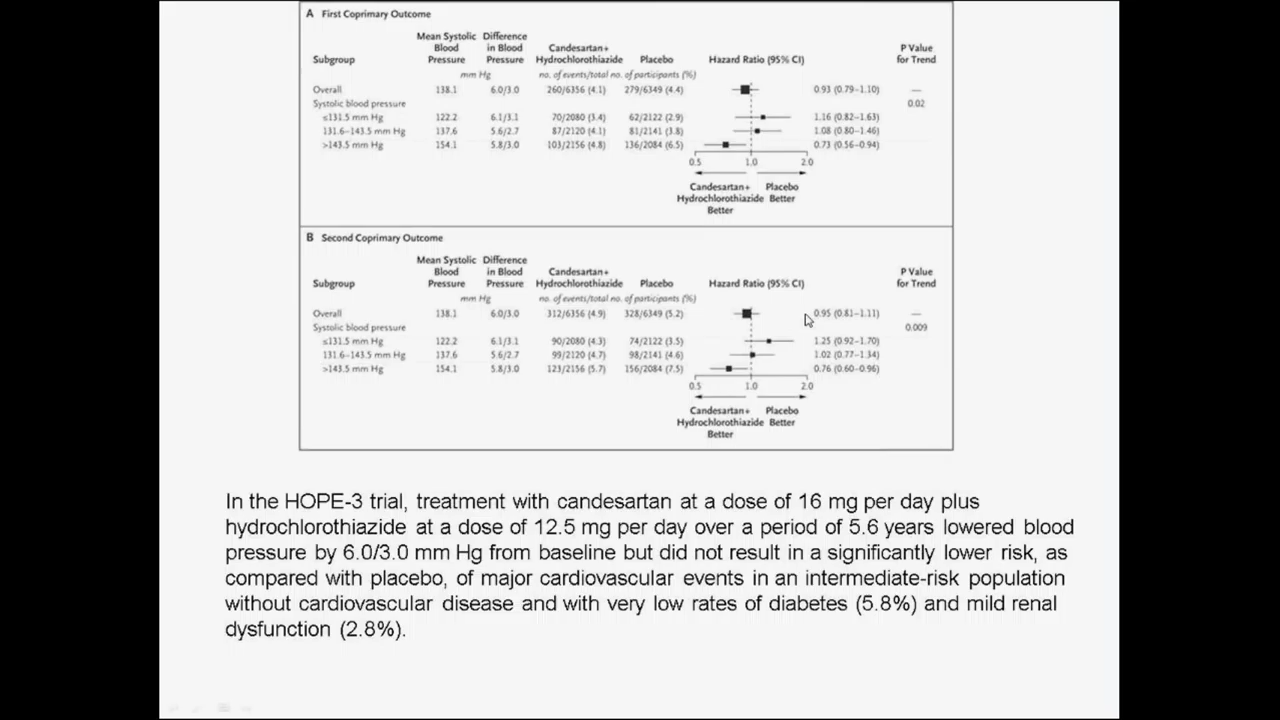 A First Coprimary Outcome
Mean Systolic Difference
Blood in Blood Candesartan+ P Value
Subgroup Pressure Pressure Hydrochlorothiazide Placebo Hazard Ratio (95% CI) for Trend
mm Hg no. of events/total no. of participants (%)
Overall 138.1 6.0/3.0 260/6356 (4.1) 279/6349 (4.4) 0.93 (0.79–1.10) —
Systolic blood pressure 0.02
≤131.5 mm Hg 122.2 6.1/3.1 70/2080 (3.4) 62/2122 (2.9) 1.16 (0.82–1.63)
131.6–143.5 mm Hg 137.6 5.6/2.7 87/2120 (4.1) 81/2141 (3.8) 1.08 (0.80–1.46)
>143.5 mm Hg 154.1 5.8/3.0 103/2156 (4.8) 136/2084 (6.5) 0.73 (0.56–0.94)
0.5 1.0 2.0
Candesartan+ Placebo
Hydrochlorothiazide Better
Better
B Second Coprimary Outcome
Mean Systolic Difference
Blood in Blood Candesartan+ P Value
Subgroup Pressure Pressure Hydrochlorothiazide Placebo Hazard Ratio (95% CI) for Trend
mm Hg no. of events/total no. of participants (%)
Overall 138.1 6.0/3.0 312/6356 (4.9) 328/6349 (5.2) 0.95 (0.81–1.11) —
Systolic blood pressure 0.009
≤131.5 mm Hg 122.2 6.1/3.1 90/2080 (4.3) 74/2122 (3.5) 1.25 (0.92–1.70)
131.6–143.5 mm Hg 137.6 5.6/2.7 99/2120 (4.7) 98/2141 (4.6) 1.02 (0.77–1.34)
>143.5 mm Hg 154.1 5.8/3.0 123/2156 (5.7) 156/2084 (7.5) 0.76 (0.60–0.96)
0.5 1.0 2.0
Candesartan+ Placebo
Hydrochlorothiazide Better
Better
In the HOPE-3 trial, treatment with candesartan at a dose of 16 mg per day plus
hydrochlorothiazide at a dose of 12.5 mg per day over a period of 5.6 years lowered blood
pressure by 6.0/3.0 mm Hg from baseline but did not result in a significantly lower risk, as
compared with placebo, of major cardiovascular events in an intermediate-risk population
without cardiovascular disease and with very low rates of diabetes (5.8%) and mild renal
dysfunction (2.8%).